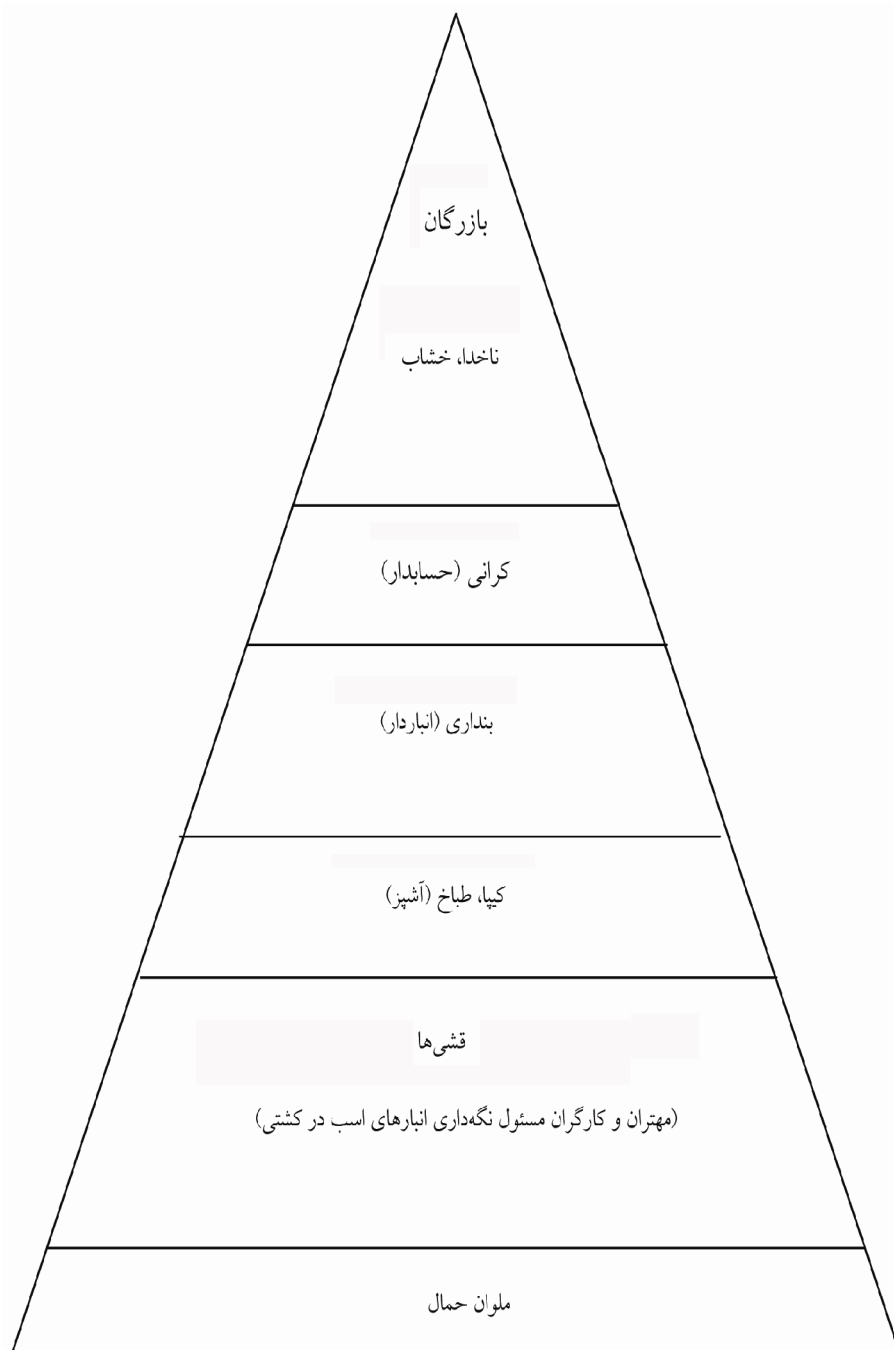 بازرگان
ناخدا، خشاب
کرانی (حسابدار)
بنداری (انباردار)
کیپا، طباخ (آشپز)
قشی‌ها
(مهتران و کارگران مسئول نگه‌داری انبارهای اسب در کشتی)
ملوان حمال